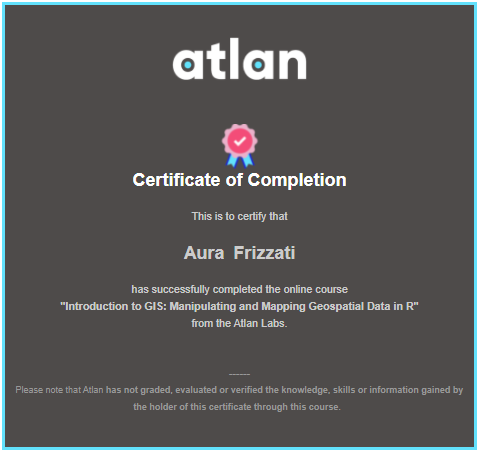 atlan
Certificate of Completion
This is to certify that
Aura Frizzati
has successfully completed the online course
"Introduction to GIS: Manipulating and Mapping Geospatial Data in R"
from the Atlan Labs.
------
Please note that Atlan has not graded, evaluated or verified the knowledge, skills or information gained by
the holder of this certificate through this course.